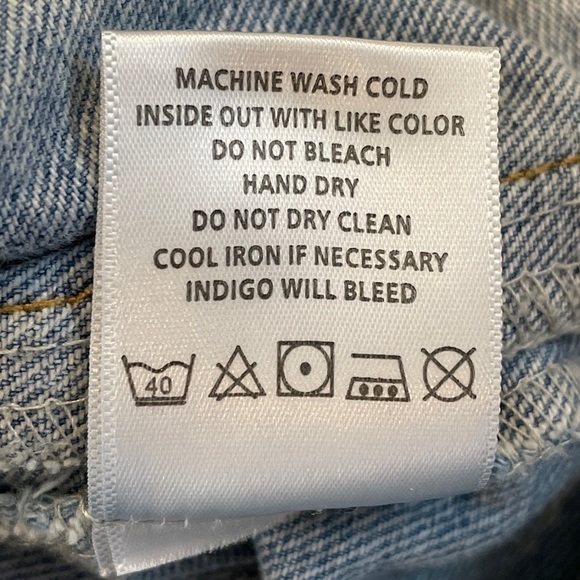 MACHINE WASH COLD
INSIDE OUT WITH LIKE COLOR
DO NOT BLEACH
HAND DRY
DO NOT DRY CLEAN
COOL IRON IF NECESSARY
INDIGO WILL BLEED
40